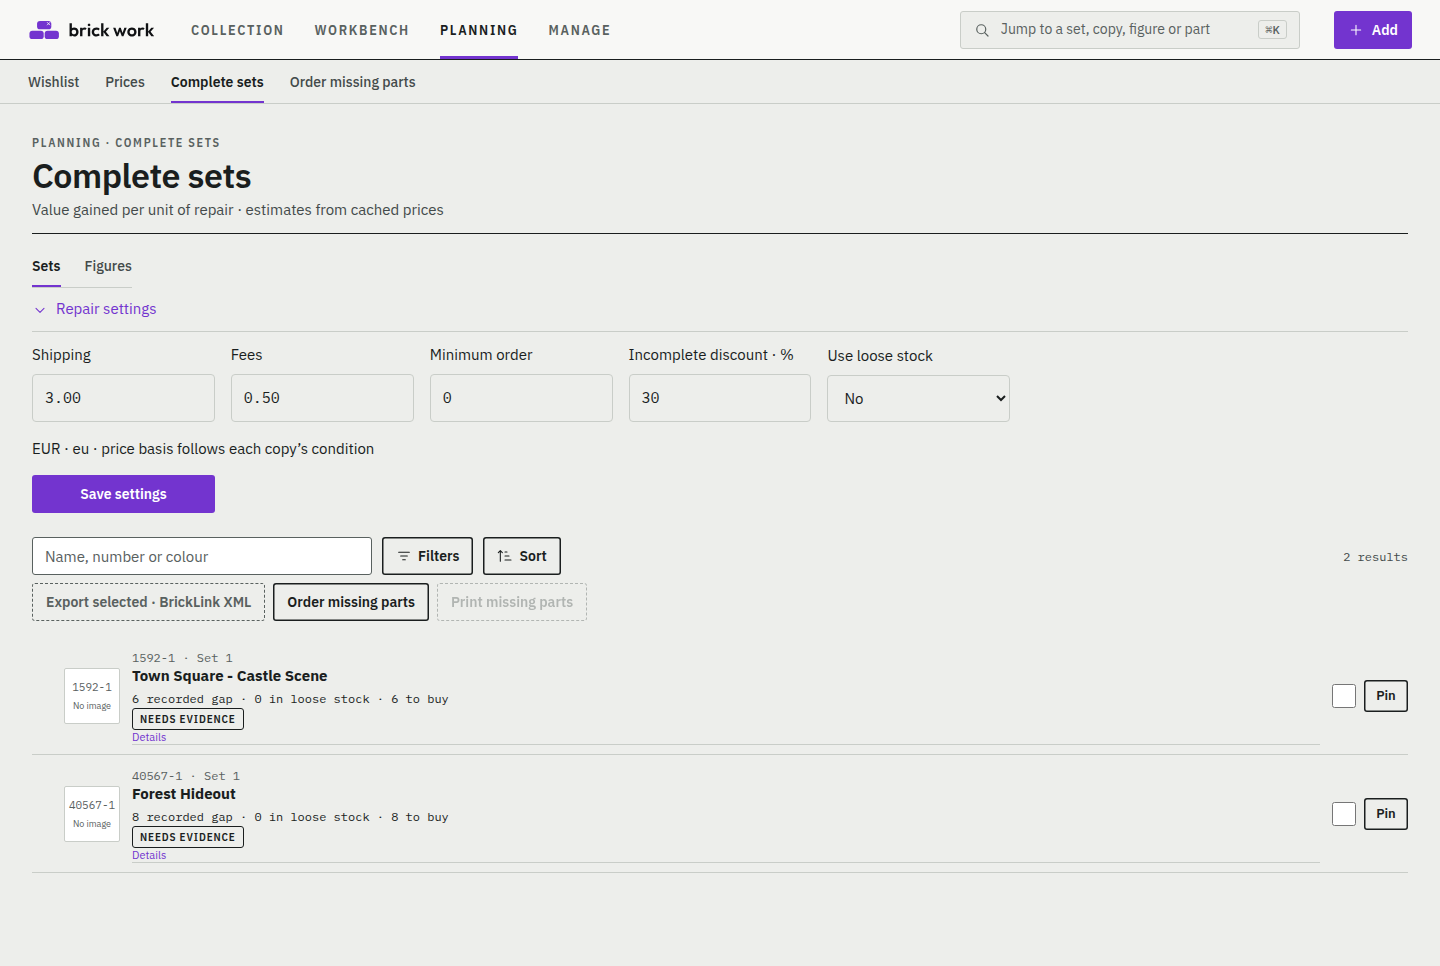 brick work
COLLECTION
WORKBENCH
PLANNING
MANAGE
Jump to a set, copy, figure or part
⌘K
+ Add
Wishlist
Prices
Complete sets
Order missing parts
PLANNING · COMPLETE SETS
Complete sets
Value gained per unit of repair · estimates from cached prices
Sets
Figures
Repair settings
Shipping
Fees
Minimum order
Incomplete discount · %
Use loose stock
3.00
0.50
0
30
No
EUR · eu · price basis follows each copy’s condition
Save settings
Name, number or colour
Filters
Sort
2 results
Export selected · BrickLink XML
Order missing parts
Print missing parts
1592-1
No image
1592-1 · Set 1
Town Square - Castle Scene
6 recorded gap · 0 in loose stock · 6 to buy
NEEDS EVIDENCE
Details
Pin
40567-1
No image
40567-1 · Set 1
Forest Hideout
8 recorded gap · 0 in loose stock · 8 to buy
NEEDS EVIDENCE
Details
Pin